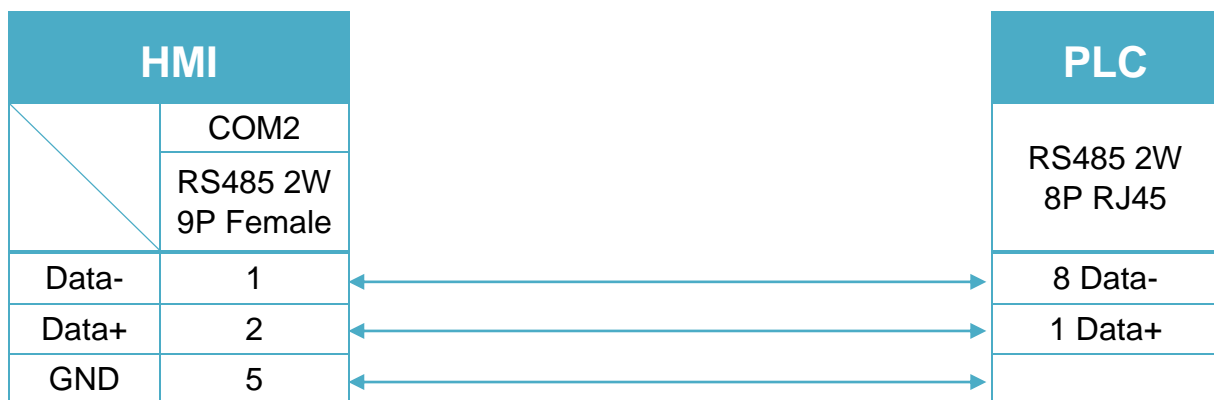 HMI
PLC
COM2
RS485 2W
9P Female
RS485 2W
8P RJ45
Data-
1
8 Data-
Data+
2
1 Data+
GND
5